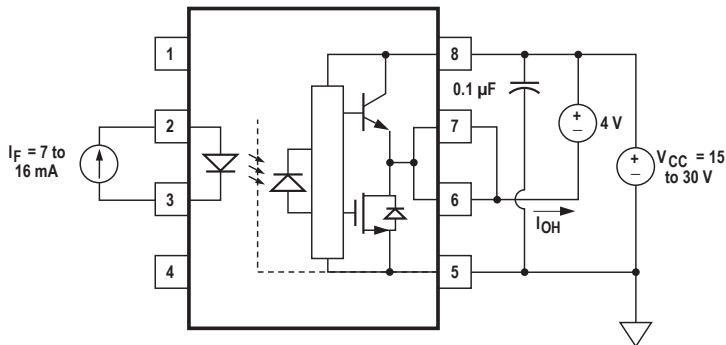 1
8
0.1 µF
+
4 V
–
2
7
I_F = 7 to
16 mA
+
V_CC = 15
to 30 V
–
3
6
I_OH
4
5